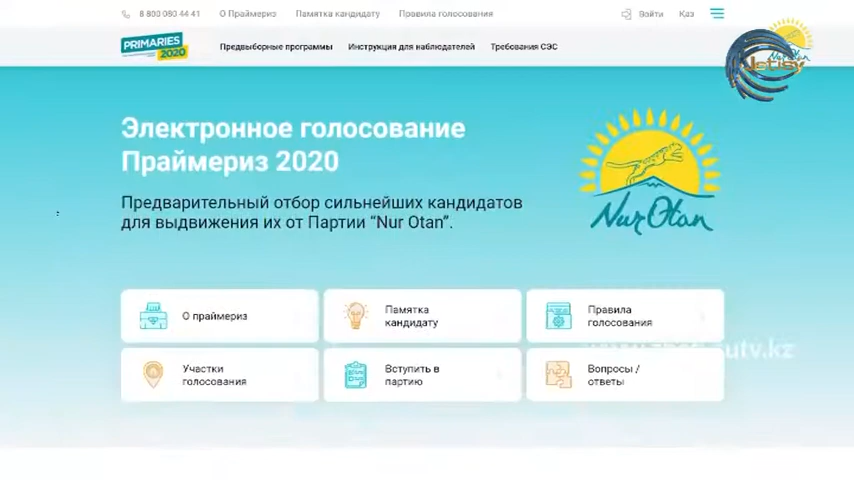 8 800 080 44 41 О Праймериз Памятка кандидату Правила голосования Войти Каз
PRIMARIES
2020
Предвыборные программы Инструкция для наблюдателей Требования СЭС
Jetisy
Электронное голосование
Праймериз 2020
Предварительный отбор сильнейших кандидатов
для выдвижения их от Партии “Nur Otan”.
Nur Otan
О праймериз
Памятка
кандидату
Правила
голосования
Участки
голосования
Вступить в
партию
Вопросы /
ответы